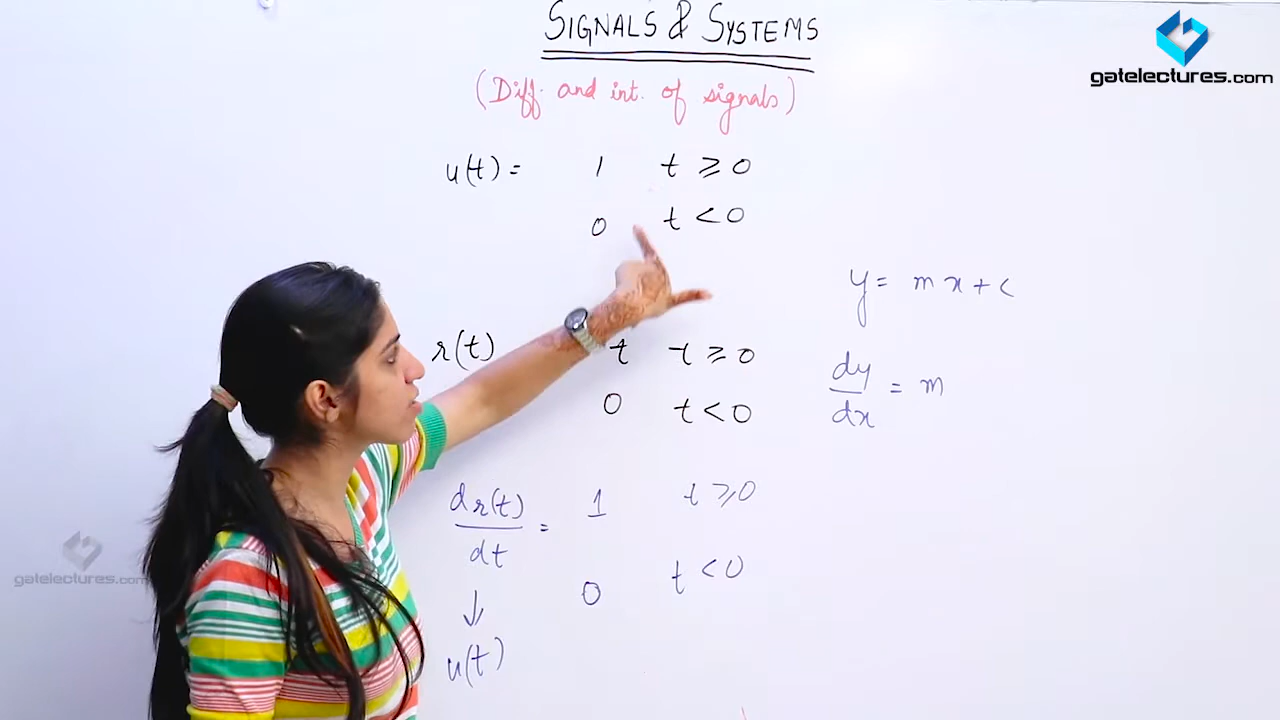 SIGNALS & SYSTEMS
gatelectures.com
(Diff. and int. of signals)
u(t) = 1 t ≥ 0
0 t < 0
y = mx + c
r(t) t t ≥ 0
0 t < 0
dy/dx = m
dr(t)/dt = 1 t ≥ 0
0 t < 0
↓
u(t)
gatelectures.com